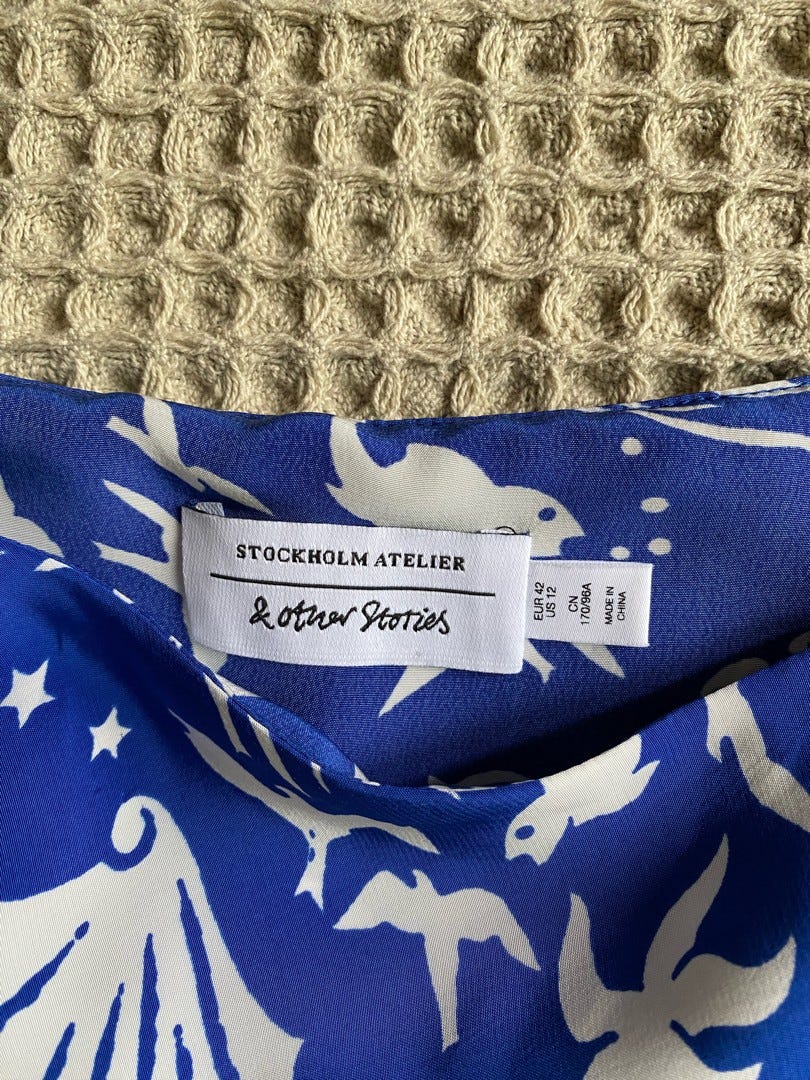 STOCKHOLM ATELIER
& other Stories
EUR 42
US 12
CN
170/96A
MADE IN
CHINA